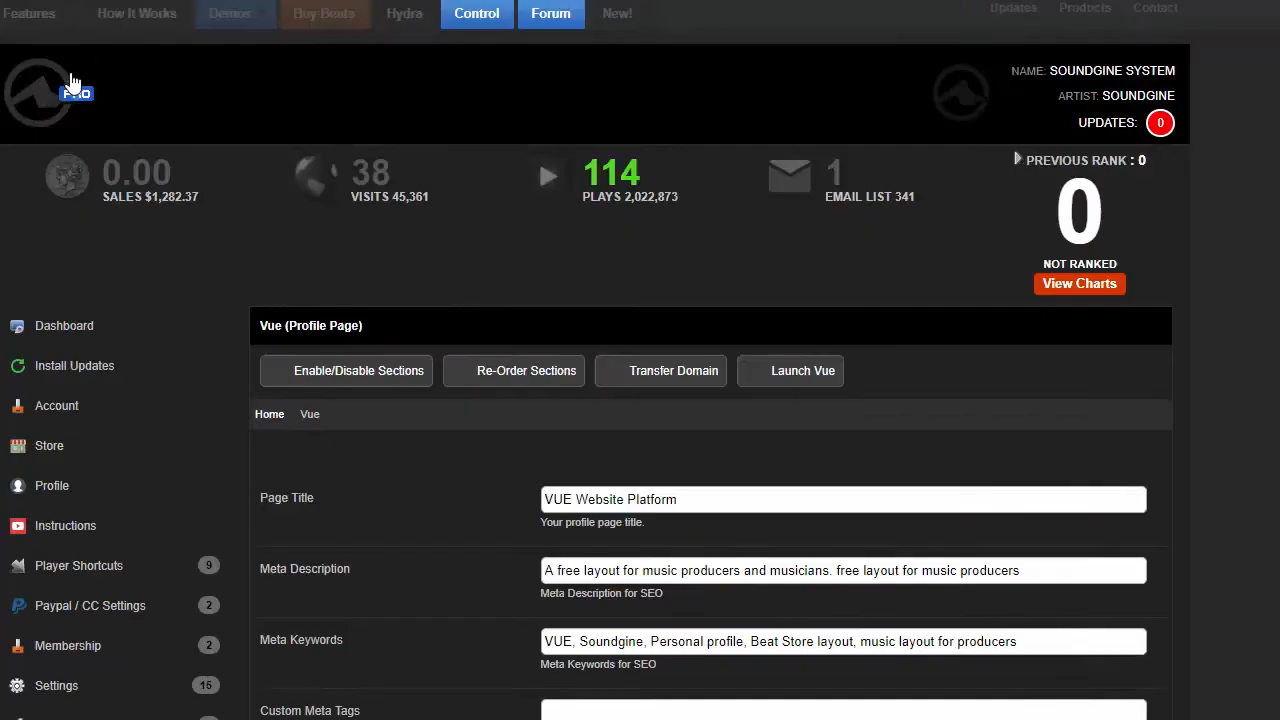 Features How It Works Demos Buy Beats Hydra Control Forum New! Updates Products Contact
PRO
NAME: SOUNDGINE SYSTEM
ARTIST: SOUNDGINE
UPDATES: 0
0.00
SALES $1,282.37
38
VISITS 45,361
114
PLAYS 2,022,873
1
EMAIL LIST 341
PREVIOUS RANK : 0
0
NOT RANKED
View Charts
Dashboard
Install Updates
Account
Store
Profile
Instructions
Player Shortcuts 9
Paypal / CC Settings 2
Membership 2
Settings 15
Vue (Profile Page)
Enable/Disable Sections Re-Order Sections Transfer Domain Launch Vue
Home Vue
Page Title VUE Website Platform
Your profile page title.
Meta Description A free layout for music producers and musicians. free layout for music producers
Meta Description for SEO
Meta Keywords VUE, Soundgine, Personal profile, Beat Store layout, music layout for producers
Meta Keywords for SEO
Custom Meta Tags